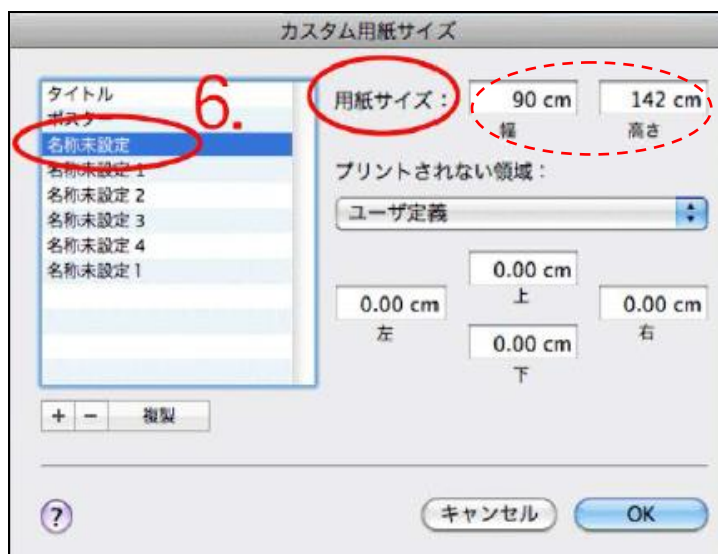 カスタム用紙サイズ
6.
タイトル
ポスター
名称未設定
名称未設定 1
名称未設定 2
名称未設定 3
名称未設定 4
名称未設定 1
+ − 複製
用紙サイズ： 90 cm 142 cm
幅 高さ
プリントされない領域：
ユーザ定義
0.00 cm
上
0.00 cm 0.00 cm
左 右
0.00 cm
下
? キャンセル OK